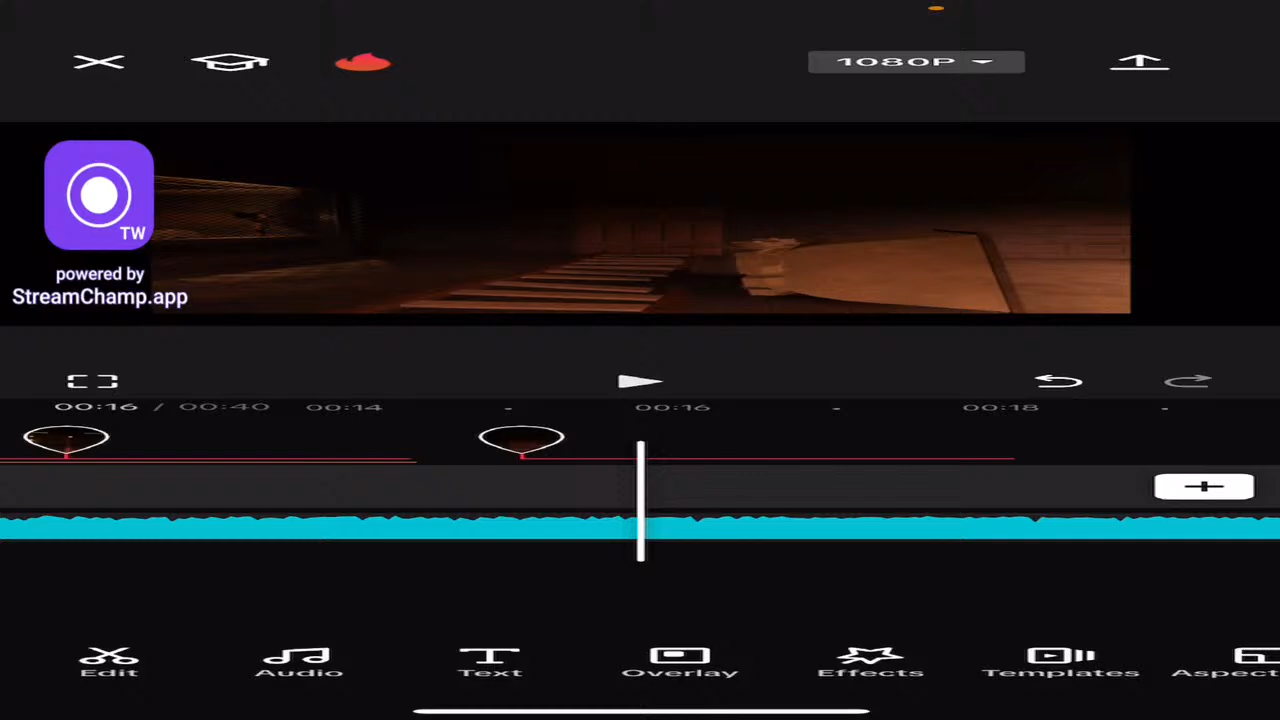 1080P
TW
powered by
StreamChamp.app
00:16 / 00:40 00:14 00:16 00:18
Edit Audio Text Overlay Effects Templates Aspect